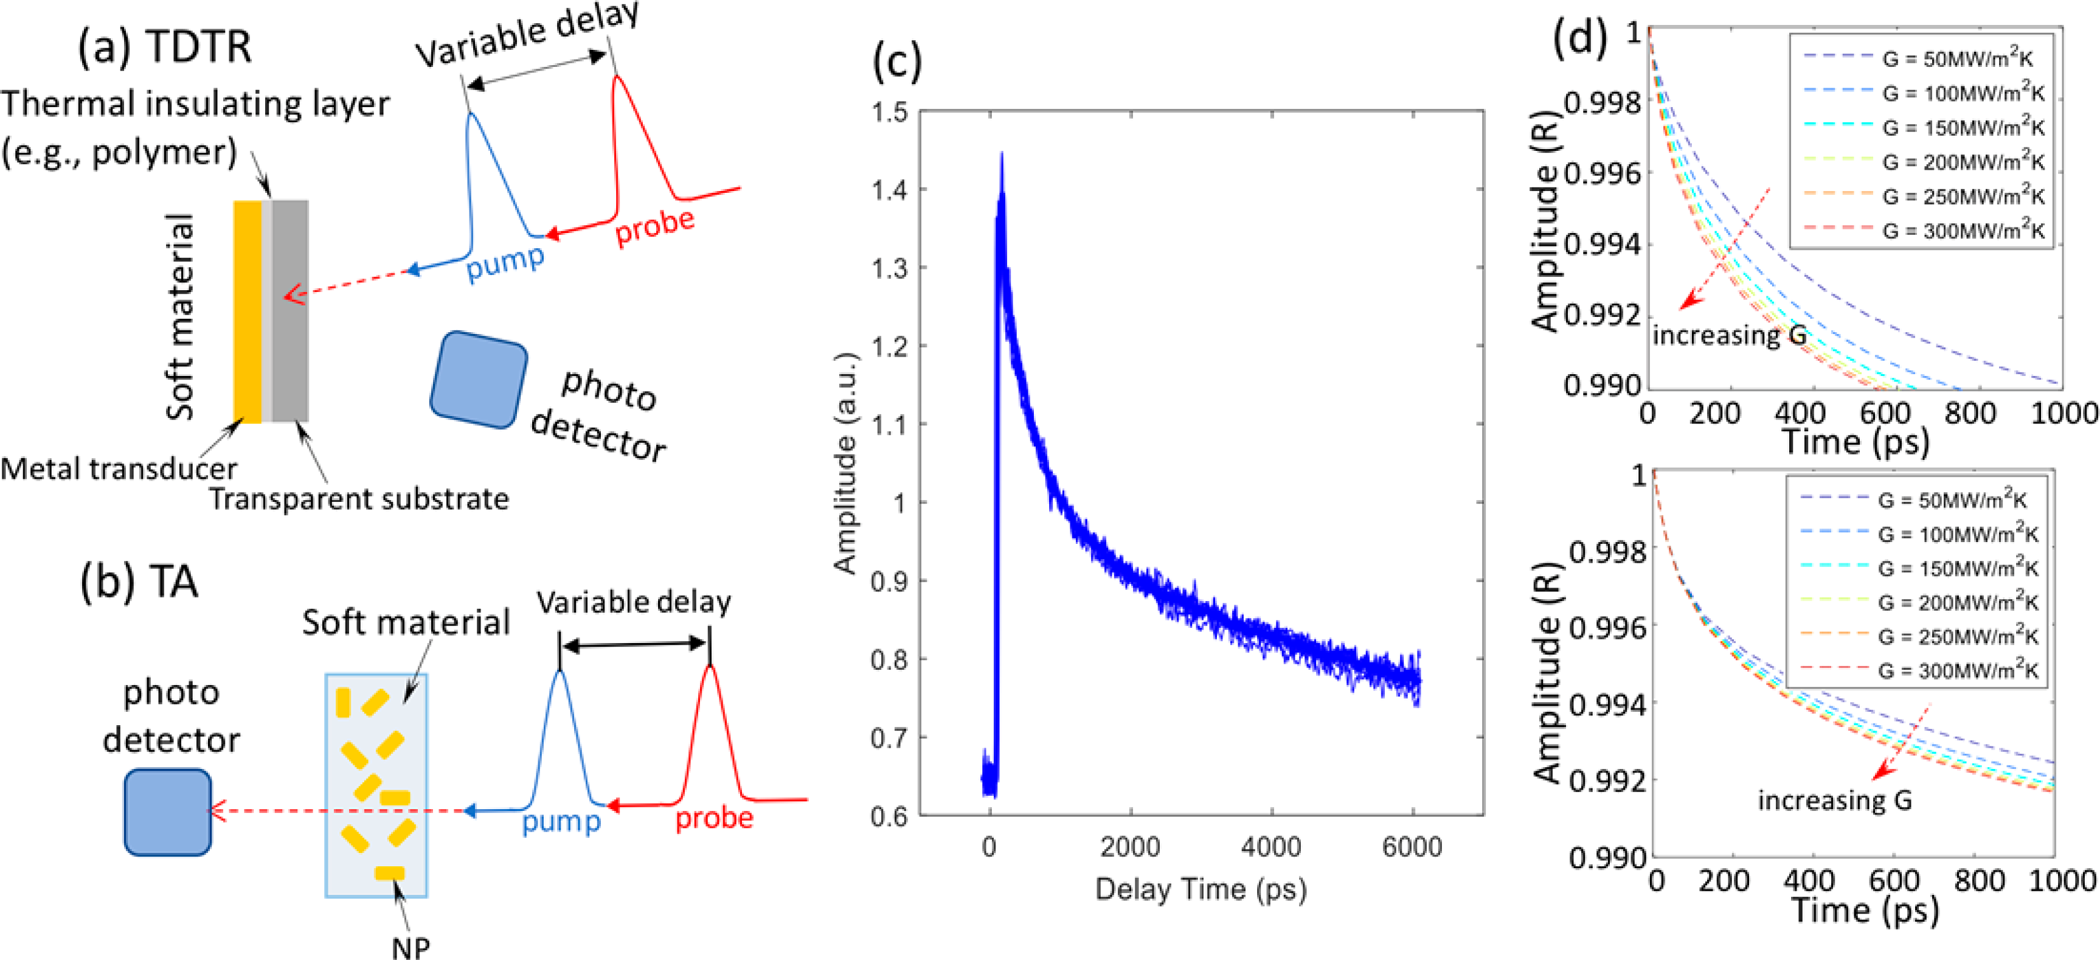 (a) TDTR
Thermal insulating layer
(e.g., polymer)
Variable delay
Soft material
pump
probe
photo
detector
Metal transducer
Transparent substrate
(b) TA
Soft material
Variable delay
photo
detector
pump
probe
NP
(c)
Amplitude (a.u.)
1.5
1.4
1.3
1.2
1.1
1
0.9
0.8
0.7
0.6
0 2000 4000 6000
Delay Time (ps)
(d)
Amplitude (R)
1
0.998
0.996
0.994
0.992
0.990
G = 50MW/m²K
G = 100MW/m²K
G = 150MW/m²K
G = 200MW/m²K
G = 250MW/m²K
G = 300MW/m²K
increasing G
0 200 400 600 800 1000
Time (ps)
Amplitude (R)
1
0.998
0.996
0.994
0.992
0.990
G = 50MW/m²K
G = 100MW/m²K
G = 150MW/m²K
G = 200MW/m²K
G = 250MW/m²K
G = 300MW/m²K
increasing G
0 200 400 600 800 1000
Time (ps)